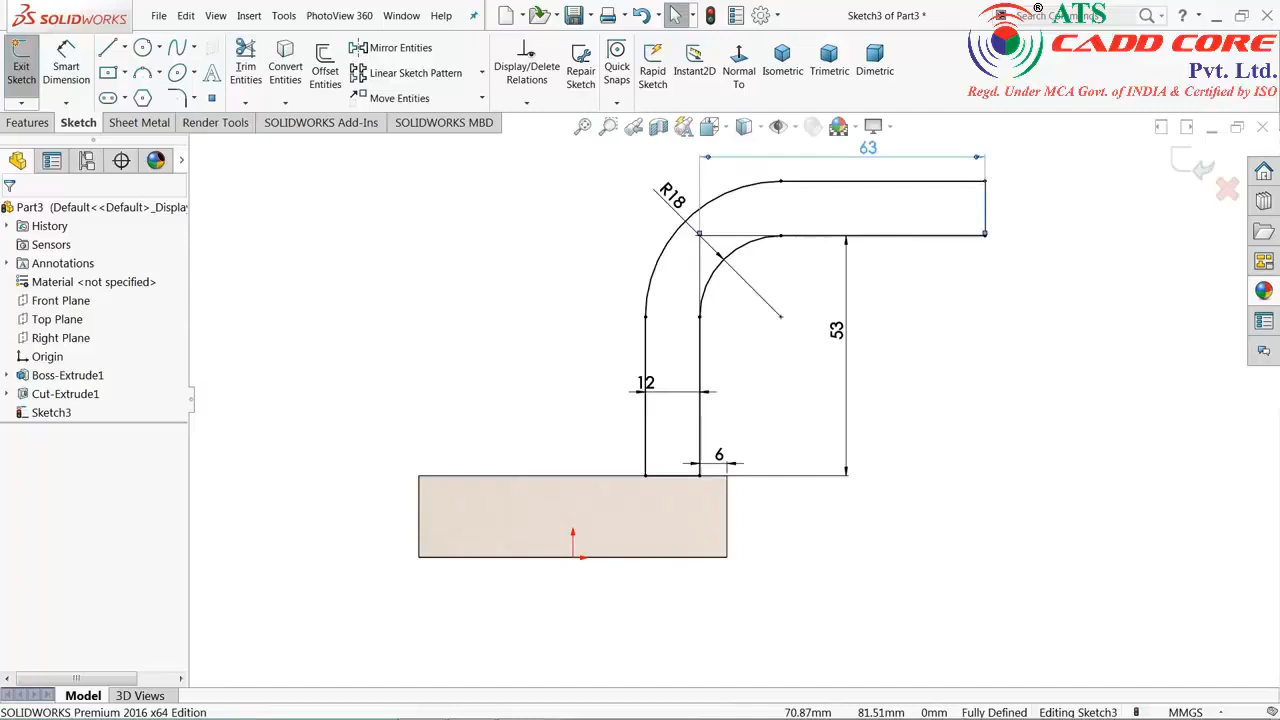 SOLIDWORKS
File Edit View Insert Tools PhotoView 360 Window Help
Sketch3 of Part3 *
Search Commands
?
®
ATS
CADD CORE
Pvt. Ltd.
Regd. Under MCA Govt. of INDIA & Certified by ISO
Exit Sketch
Smart Dimension
Trim Entities
Convert Entities
Offset Entities
Mirror Entities
Linear Sketch Pattern
Move Entities
Display/Delete Relations
Repair Sketch
Quick Snaps
Rapid Sketch
Instant2D
Normal To
Isometric
Trimetric
Dimetric
Features Sketch Sheet Metal Render Tools SOLIDWORKS Add-Ins SOLIDWORKS MBD
Part3 (Default<<Default>_Displa
History
Sensors
Annotations
Material <not specified>
Front Plane
Top Plane
Right Plane
Origin
Boss-Extrude1
Cut-Extrude1
Sketch3
63
R18
53
12
6
Model 3D Views
SOLIDWORKS Premium 2016 x64 Edition
70.87mm 81.51mm 0mm Fully Defined Editing Sketch3 MMGS